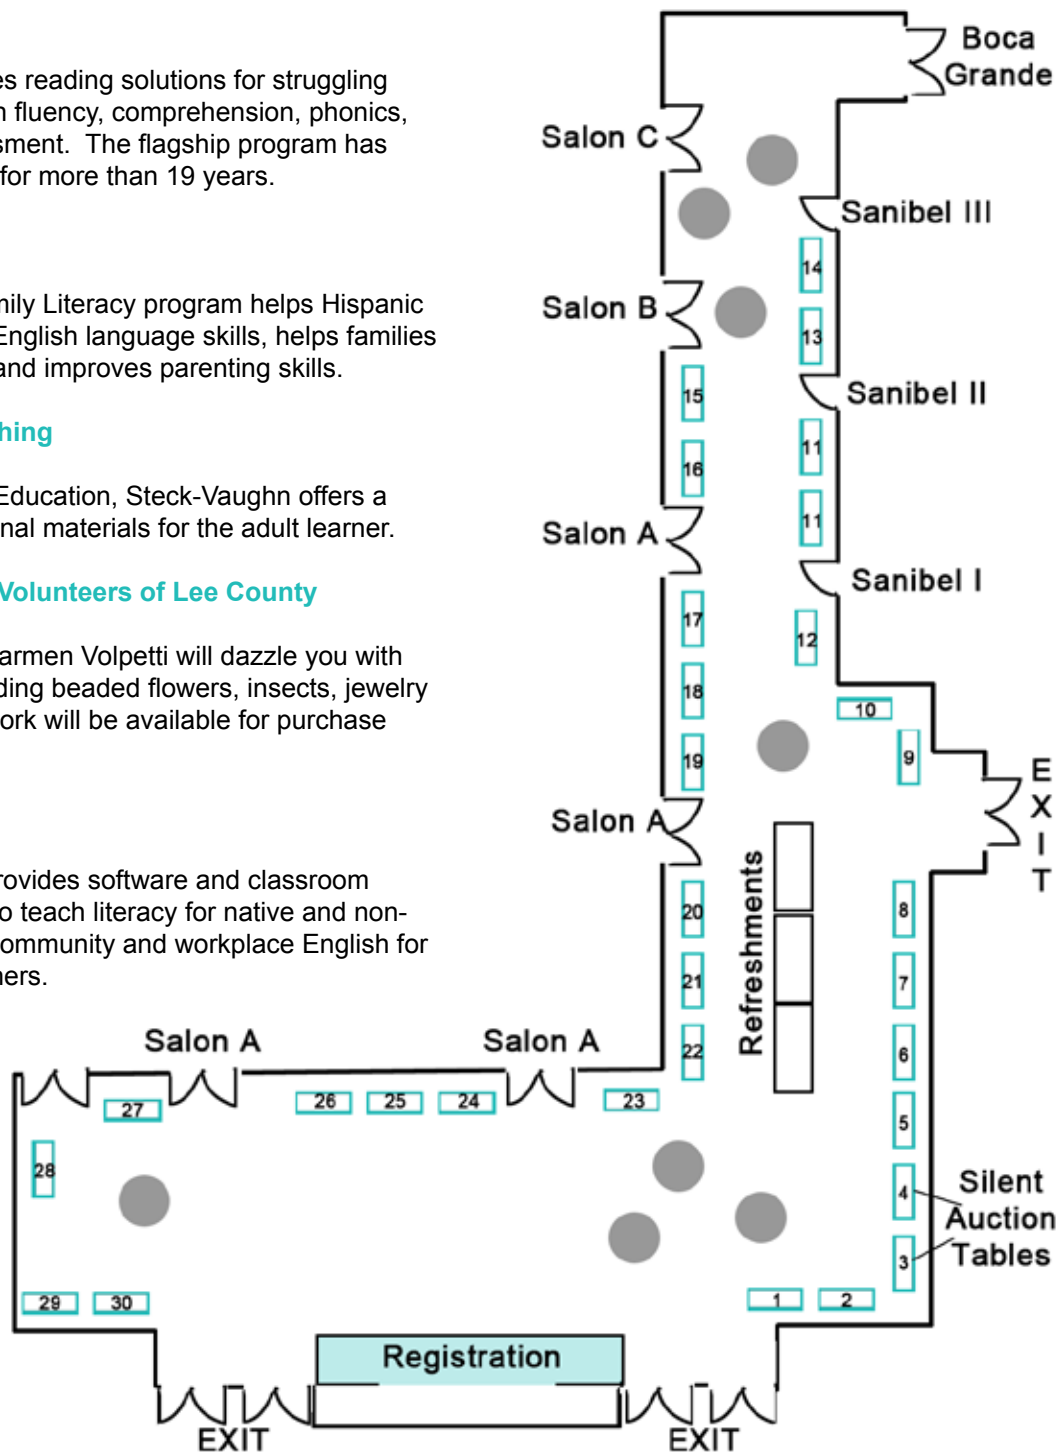 es reading solutions for struggling
n fluency, comprehension, phonics,
sment.  The flagship program has
for more than 19 years.
mily Literacy program helps Hispanic
English language skills, helps families
and improves parenting skills.
hing
Education, Steck-Vaughn offers a
nal materials for the adult learner.
Volunteers of Lee County
armen Volpetti will dazzle you with
ding beaded flowers, insects, jewelry
ork will be available for purchase
rovides software and classroom
o teach literacy for native and non-
ommunity and workplace English for
ners.
Boca
Grande
Salon C
Sanibel III
14
Salon B
13
Sanibel II
15
11
16
11
Salon A
Sanibel I
17
12
18
10
19
9
EXIT
Salon A
Refreshments
20
8
21
7
22
6
Salon A
Salon A
27
26
25
24
23
5
28
4
Silent
Auction
Tables
3
29
30
1
2
Registration
EXIT
EXIT